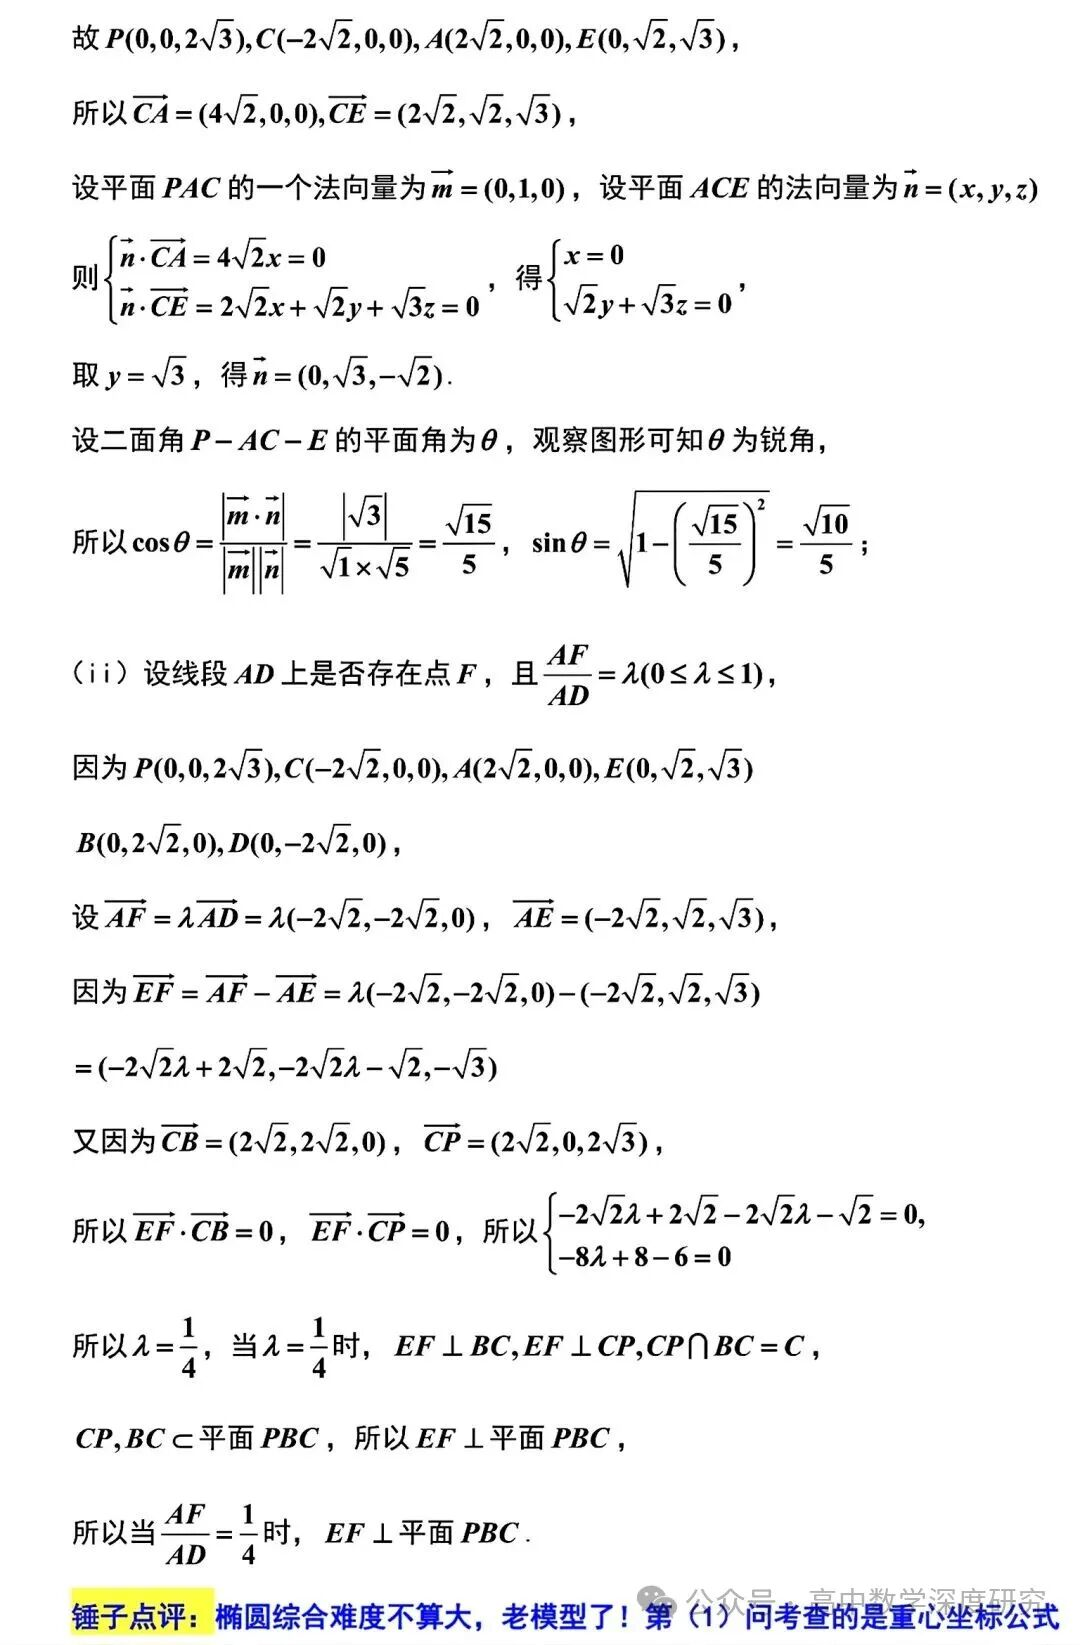 故 P(0,0,2√3), C(−2√2,0,0), A(2√2,0,0), E(0,√2,√3),
所以 CA→ = (4√2,0,0), CE→ = (2√2,√2,√3),
设平面 PAC 的一个法向量为 m→ = (0,1,0),设平面 ACE 的法向量为 n→ = (x,y,z)
则 { n→·CA→ = 4√2x = 0 ; n→·CE→ = 2√2x + √2y + √3z = 0 ,得 { x = 0 ; √2y + √3z = 0 ,
取 y = √3,得 n→ = (0,√3,−√2).
设二面角 P − AC − E 的平面角为 θ,观察图形可知 θ 为锐角,
所以 cosθ = |m→·n→| / |m→||n→| = |√3| / (√1×√5) = √15/5,sinθ = √(1−(√15/5)²) = √10/5;
(ii)设线段 AD 上是否存在点 F,且 AF/AD = λ(0 ≤ λ ≤ 1),
因为 P(0,0,2√3), C(−2√2,0,0), A(2√2,0,0), E(0,√2,√3)
B(0,2√2,0), D(0,−2√2,0),
设 AF→ = λAD→ = λ(−2√2,−2√2,0),AE→ = (−2√2,√2,√3),
因为 EF→ = AF→ − AE→ = λ(−2√2,−2√2,0) − (−2√2,√2,√3)
= (−2√2λ + 2√2,−2√2λ − √2,−√3)
又因为 CB→ = (2√2,2√2,0),CP→ = (2√2,0,2√3),
所以 EF→·CB→ = 0,EF→·CP→ = 0,所以 { −2√2λ + 2√2 − 2√2λ − √2 = 0, ; −8λ + 8 − 6 = 0
所以 λ = 1/4,当 λ = 1/4 时,EF ⊥ BC, EF ⊥ CP, CP⋂BC = C,
CP, BC ⊂ 平面 PBC,所以 EF ⊥ 平面 PBC,
所以当 AF/AD = 1/4 时,EF ⊥ 平面 PBC.
公众号 · 高中数学深度研究
锤子点评:椭圆综合难度不算大,老模型了!第(1)问考查的是重心坐标公式